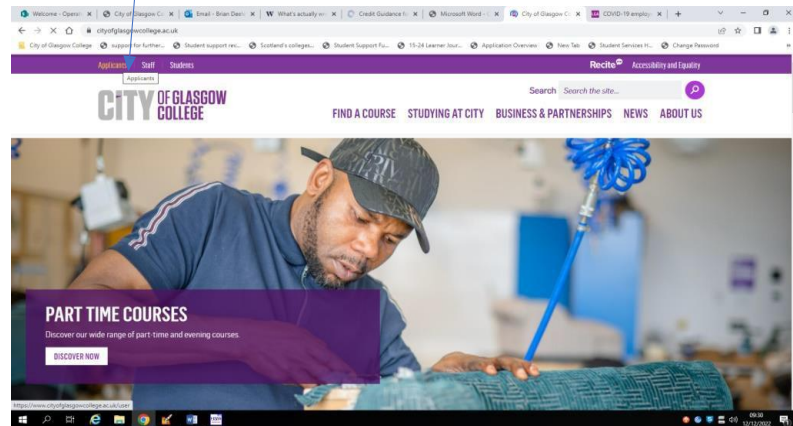 Welcome - Openin
City of Glasgow Co
Email - Brian Desk
What's actually we
Credit Guidance f
Microsoft Word - C
City of Glasgow Co
COVID-19 employ
cityofglasgowcollege.ac.uk
City of Glasgow College
support for further...
Student support res...
Scotland's colleges...
Student Support Fu...
15-24 Learner Jour...
Application Overview
New Tab
Student Services H...
Change Password
Applicants Staff Students
Recite Accessibility and Equality
Applicants
CITY OF GLASGOW COLLEGE
Search Search the site...
FIND A COURSE STUDYING AT CITY BUSINESS & PARTNERSHIPS NEWS ABOUT US
PART TIME COURSES
Discover our wide range of part-time and evening courses.
DISCOVER NOW
https://www.cityofglasgowcollege.ac.uk/user
09:30
12/12/2022